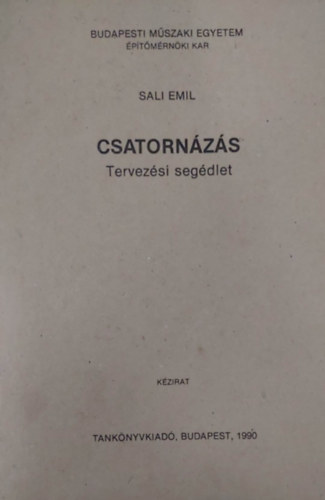 BUDAPESTI MŰSZAKI EGYETEM
ÉPÍTŐMÉRNÖKI KAR
SALI EMIL
CSATORNÁZÁS
Tervezési segédlet
KÉZIRAT
TANKÖNYVKIADÓ, BUDAPEST, 1990